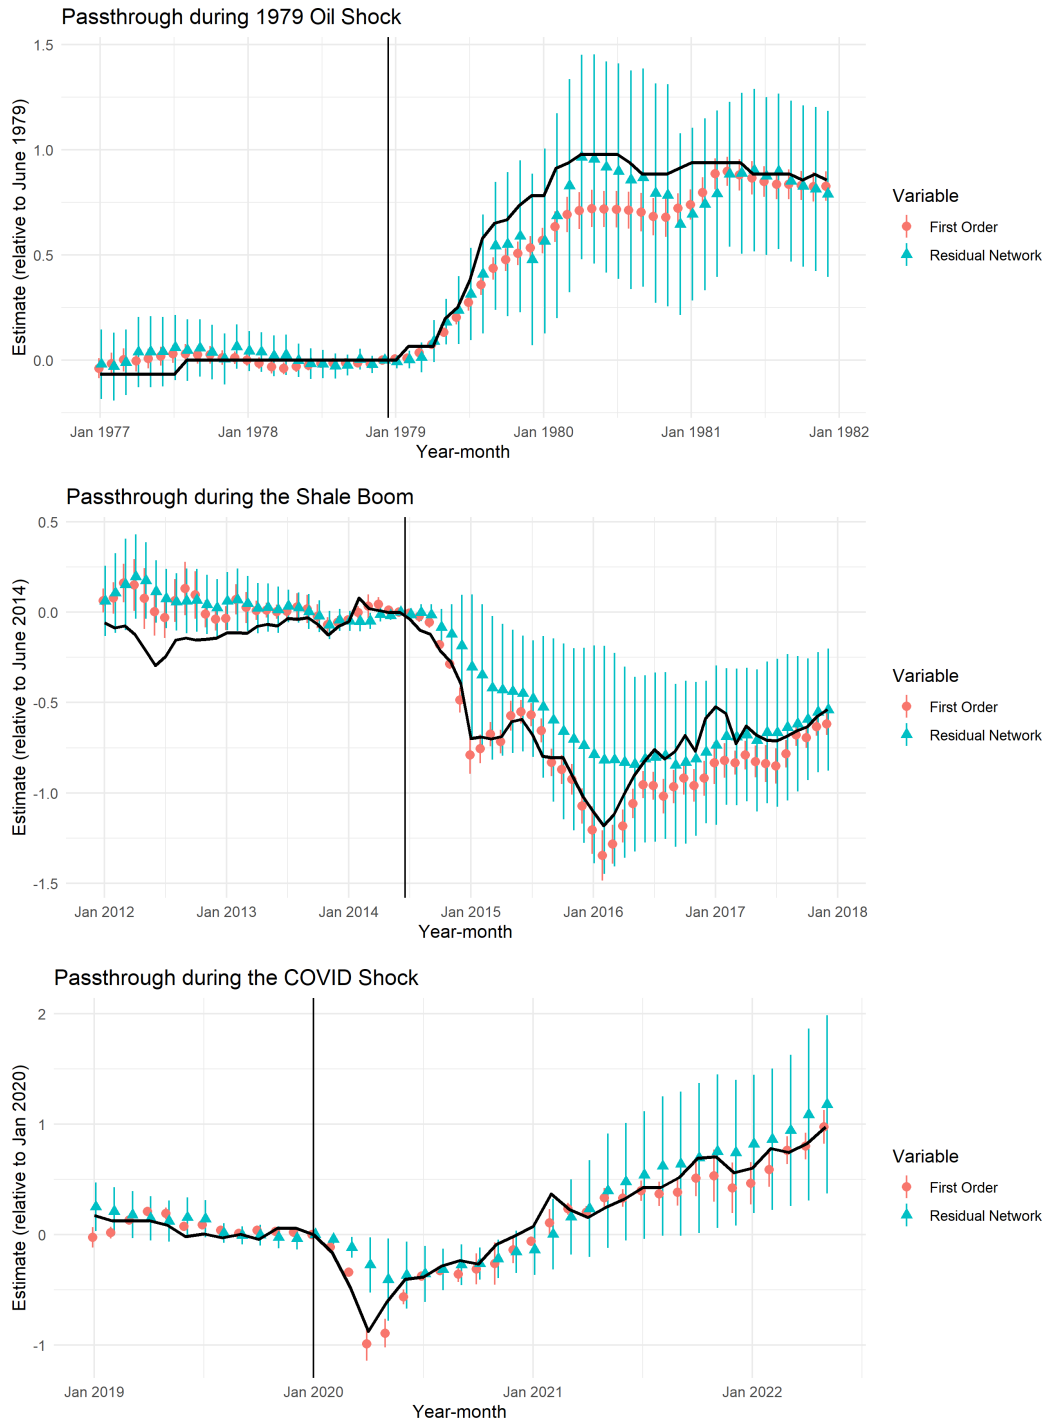 Passthrough during 1979 Oil Shock
Estimate (relative to June 1979)
1.5
1.0
0.5
0.0
Jan 1977
Jan 1978
Jan 1979
Jan 1980
Jan 1981
Jan 1982
Year-month
Variable
First Order
Residual Network
Passthrough during the Shale Boom
Estimate (relative to June 2014)
0.5
0.0
-0.5
-1.0
-1.5
Jan 2012
Jan 2013
Jan 2014
Jan 2015
Jan 2016
Jan 2017
Jan 2018
Year-month
Variable
First Order
Residual Network
Passthrough during the COVID Shock
Estimate (relative to Jan 2020)
2
1
0
-1
Jan 2019
Jan 2020
Jan 2021
Jan 2022
Year-month
Variable
First Order
Residual Network